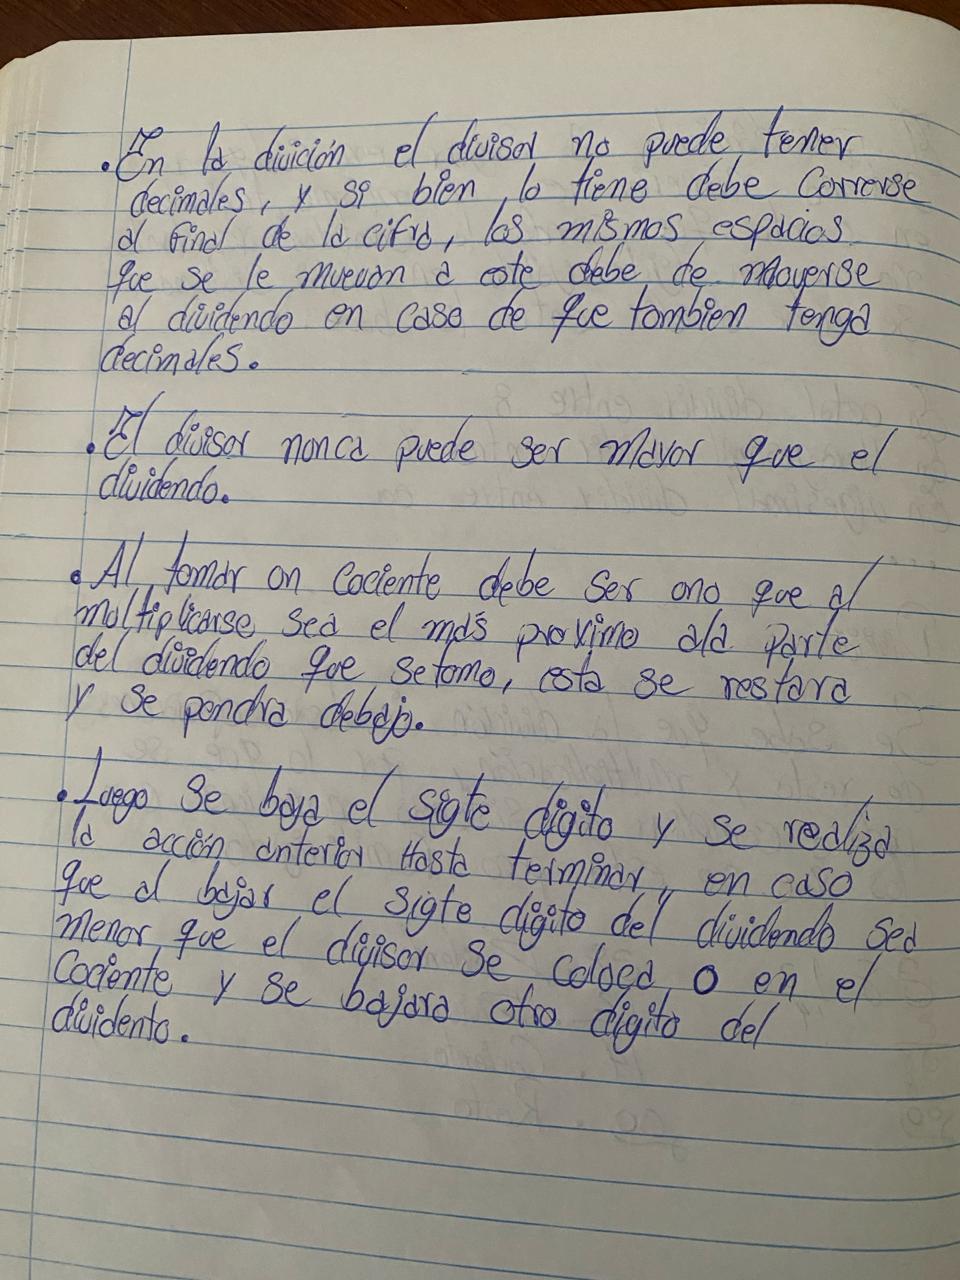 • En la divición el divisor no puede tener
decimales, y si bien lo tiene debe correrse
al final de la cifra, los mismos espacios
que se le muevan a este debe de moverse
al dividendo en caso de que tambien tenga
decimales.
• El divisor nonca puede ser mayor que el
dividendo.
• Al tomar on cociente debe ser ono que al
moltiplicarse sea el más proximo ala parte
del dividendo que se tomo, esta se restara
y se pondra debajo.
• Luego se baja el sigte digito y se realiza
la acción anterior Hasta terminar, en caso
que al bajar el sigte digito del dividendo sea
menor que el divisor se coloca 0 en el
cociente y se bajara otro digito del
dividento.